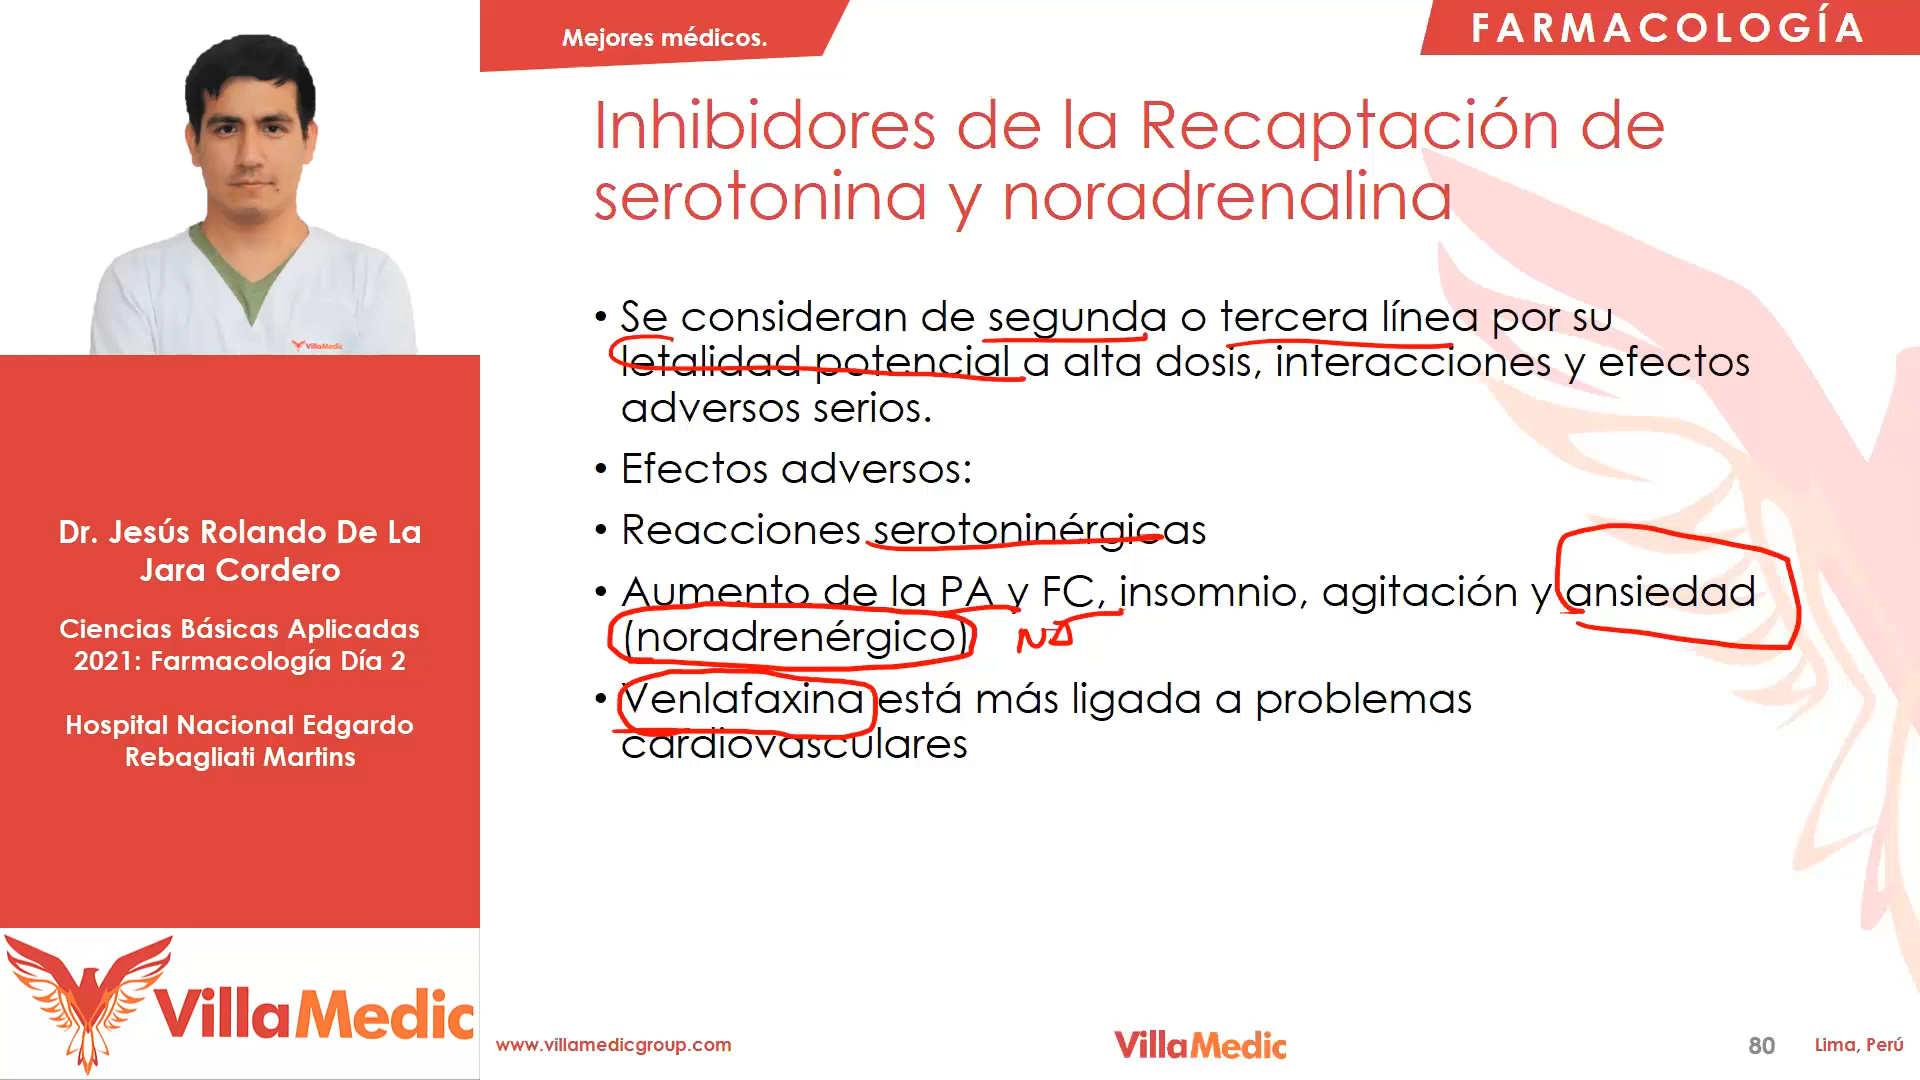 Mejores médicos.
FARMACOLOGÍA
Inhibidores de la Recaptación de
serotonina y noradrenalina
• Se consideran de segunda o tercera línea por su
letalidad potencial a alta dosis, interacciones y efectos
adversos serios.
• Efectos adversos:
• Reacciones serotoninérgicas
• Aumento de la PA y FC, insomnio, agitación y ansiedad
(noradrenérgico) NA
• Venlafaxina está más ligada a problemas
cardiovasculares
VillaMedic
Dr. Jesús Rolando De La
Jara Cordero
Ciencias Básicas Aplicadas
2021: Farmacología Día 2
Hospital Nacional Edgardo
Rebagliati Martins
VillaMedic
www.villamedicgroup.com
VillaMedic
80
Lima, Perú